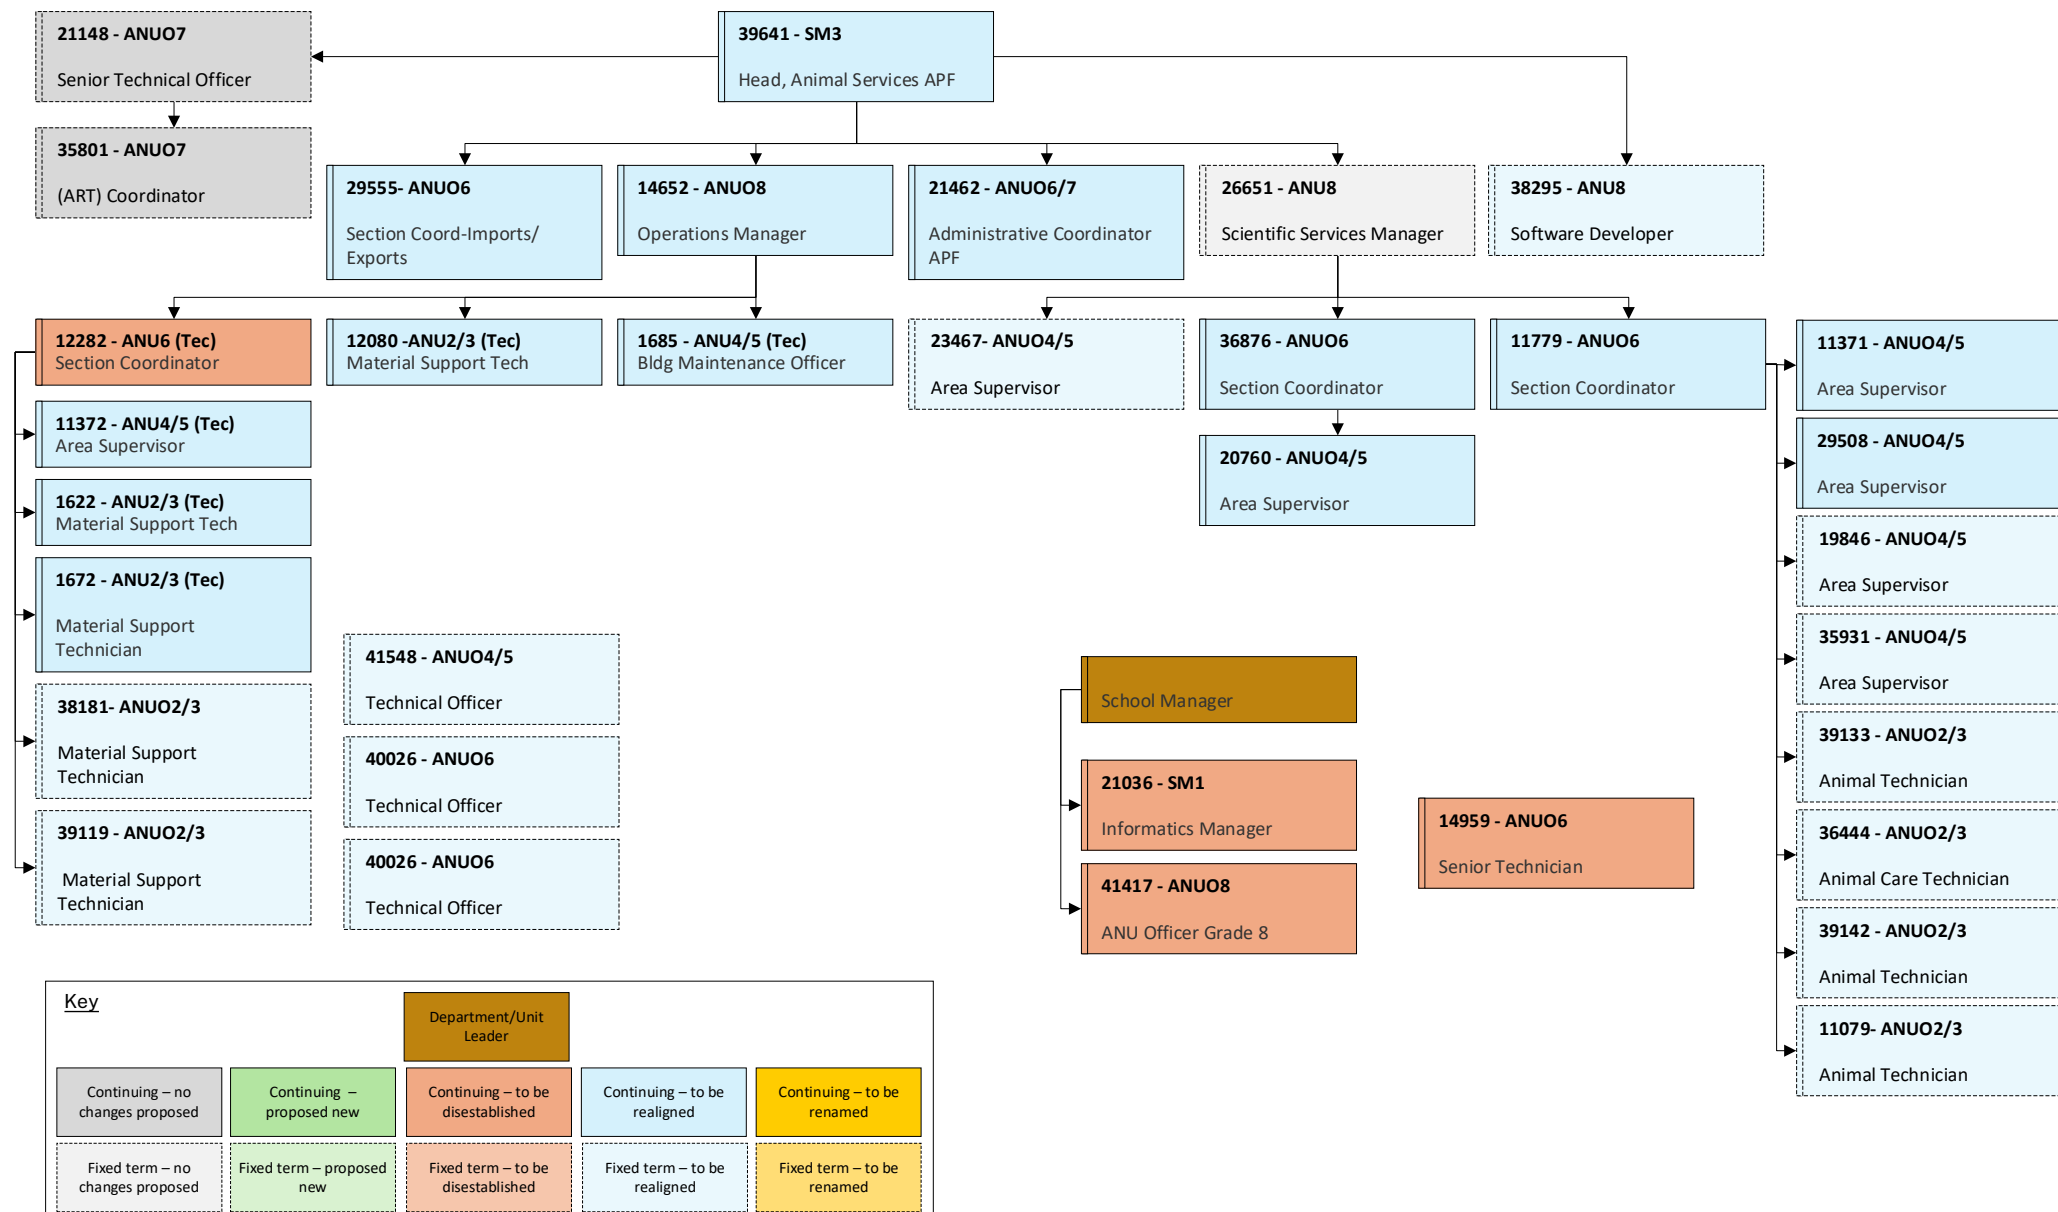 21148 - ANUO7
Senior Technical Officer
39641 - SM3
Head, Animal Services APF
35801 - ANUO7
(ART) Coordinator
29555- ANUO6
Section Coord-Imports/
Exports
14652 - ANUO8
Operations Manager
21462 - ANUO6/7
Administrative Coordinator
APF
26651 - ANU8
Scientific Services Manager
38295 - ANU8
Software Developer
12282 - ANU6 (Tec)
Section Coordinator
12080 -ANU2/3 (Tec)
Material Support Tech
1685 - ANU4/5 (Tec)
Bldg Maintenance Officer
23467- ANUO4/5
Area Supervisor
36876 - ANUO6
Section Coordinator
11779 - ANUO6
Section Coordinator
11371 - ANUO4/5
Area Supervisor
11372 - ANU4/5 (Tec)
Area Supervisor
1622 - ANU2/3 (Tec)
Material Support Tech
1672 - ANU2/3 (Tec)
Material Support
Technician
38181- ANUO2/3
Material Support
Technician
39119 - ANUO2/3
Material Support
Technician
41548 - ANUO4/5
Technical Officer
40026 - ANUO6
Technical Officer
40026 - ANUO6
Technical Officer
20760 - ANUO4/5
Area Supervisor
School Manager
21036 - SM1
Informatics Manager
41417 - ANUO8
ANU Officer Grade 8
14959 - ANUO6
Senior Technician
29508 - ANUO4/5
Area Supervisor
19846 - ANUO4/5
Area Supervisor
35931 - ANUO4/5
Area Supervisor
39133 - ANUO2/3
Animal Technician
36444 - ANUO2/3
Animal Care Technician
39142 - ANUO2/3
Animal Technician
11079- ANUO2/3
Animal Technician
Key
Department/Unit
Leader
Continuing – no
changes proposed
Continuing –
proposed new
Continuing – to be
disestablished
Continuing – to be
realigned
Continuing – to be
renamed
Fixed term – no
changes proposed
Fixed term – proposed
new
Fixed term – to be
disestablished
Fixed term – to be
realigned
Fixed term – to be
renamed